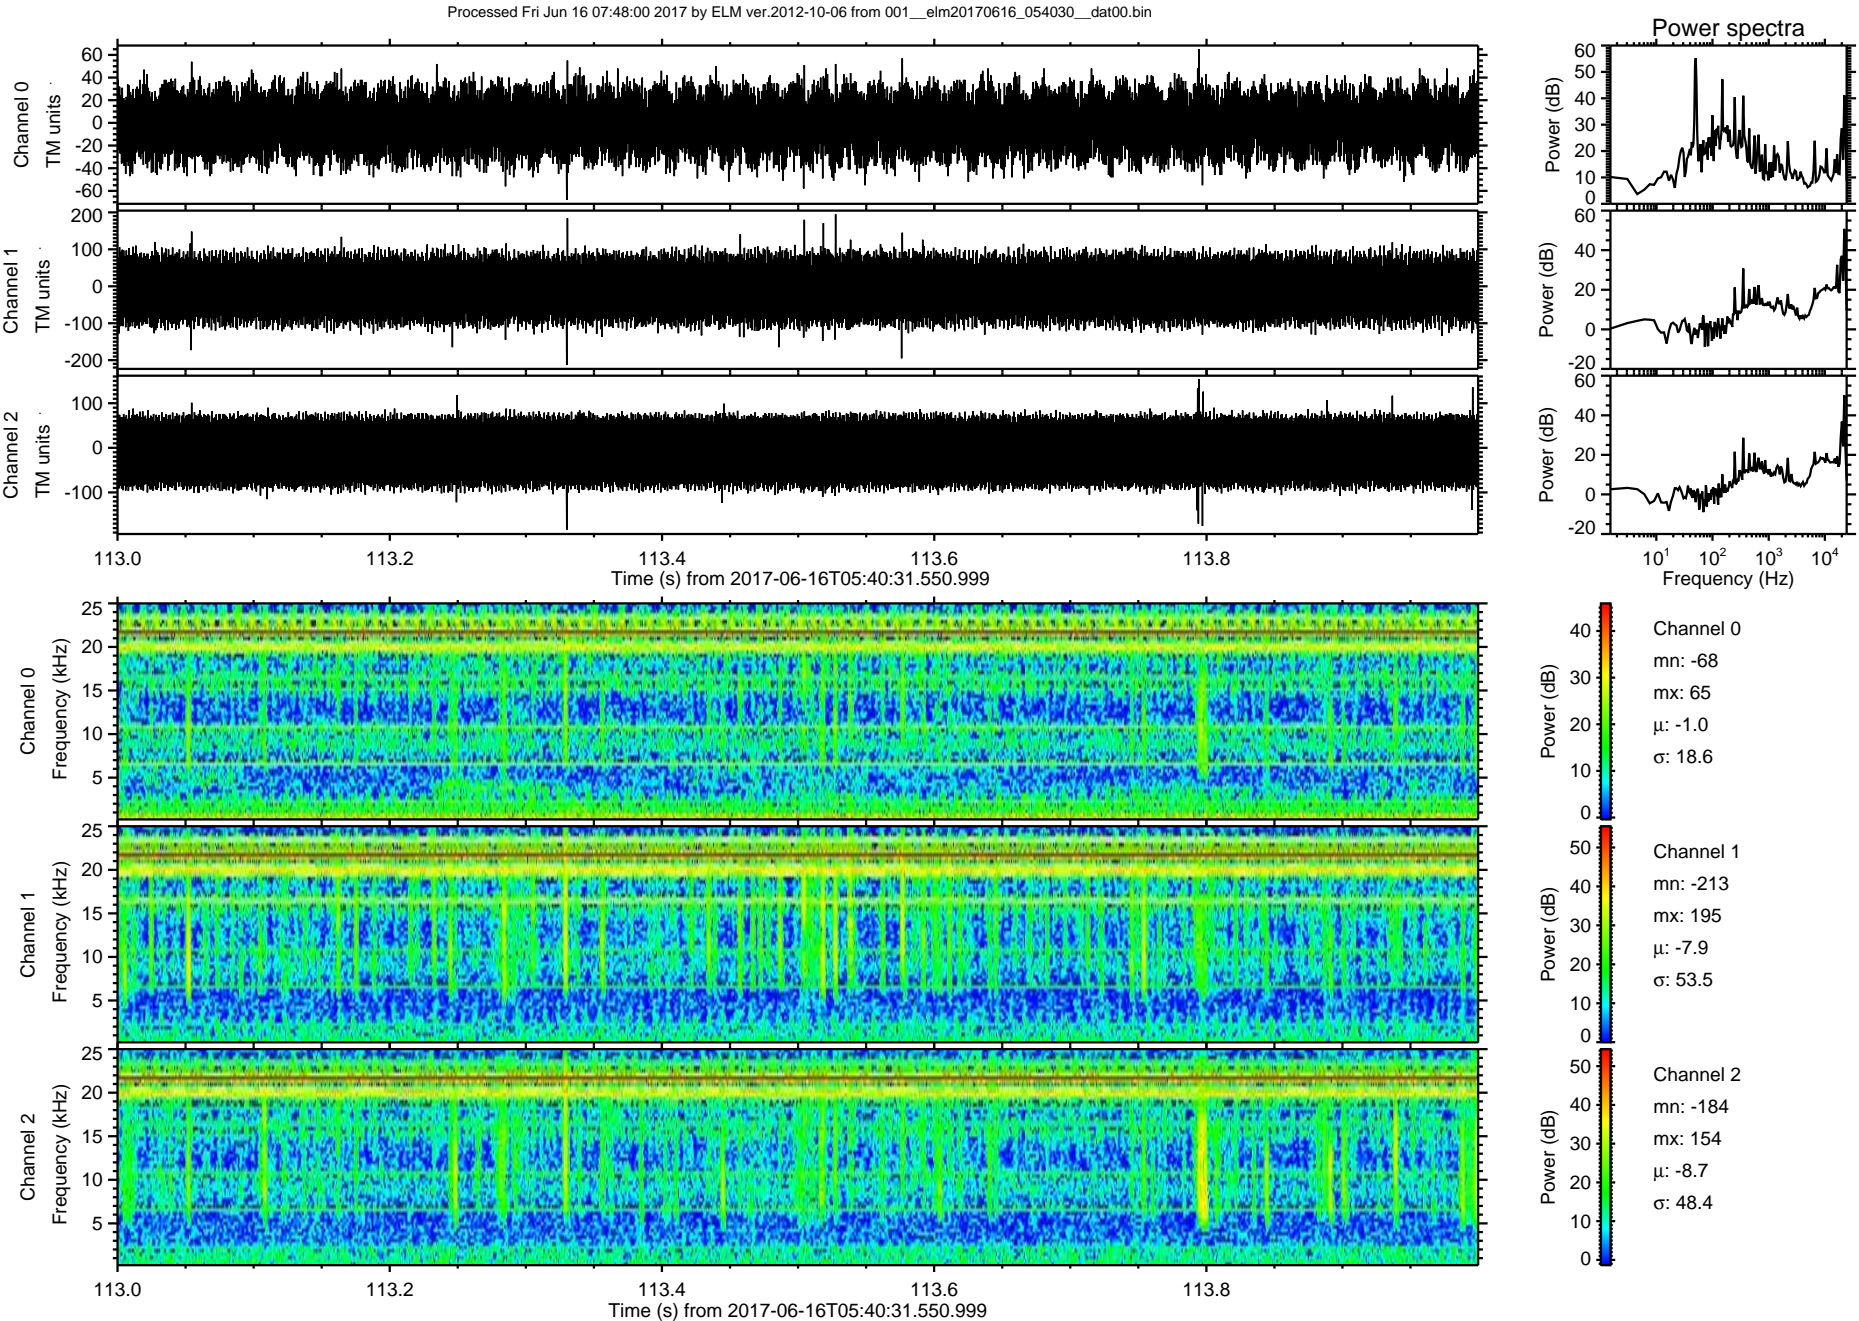 Processed Fri Jun 16 07:48:00 2017 by ELM ver.2012-10-06 from 001__elm20170616_054030__dat00.bin
Power spectra
Channel 0
TM units
60
40
20
0
-20
-40
-60
Power (dB)
60
50
40
30
20
10
0
Channel 1
TM units
200
100
0
-100
-200
Power (dB)
60
40
20
0
-20
Channel 2
TM units
100
0
-100
Power (dB)
60
40
20
0
-20
113.0 113.2 113.4 113.6 113.8
Time (s) from 2017-06-16T05:40:31.550.999
10^1 10^2 10^3 10^4
Frequency (Hz)
Channel 0
Frequency (kHz)
25
20
15
10
5
Power (dB)
40
30
20
10
0
Channel 0
mn: -68
mx: 65
µ: -1.0
σ: 18.6
Channel 1
Frequency (kHz)
25
20
15
10
5
Power (dB)
50
40
30
20
10
0
Channel 1
mn: -213
mx: 195
µ: -7.9
σ: 53.5
Channel 2
Frequency (kHz)
25
20
15
10
5
Power (dB)
50
40
30
20
10
0
Channel 2
mn: -184
mx: 154
µ: -8.7
σ: 48.4
113.0 113.2 113.4 113.6 113.8
Time (s) from 2017-06-16T05:40:31.550.999